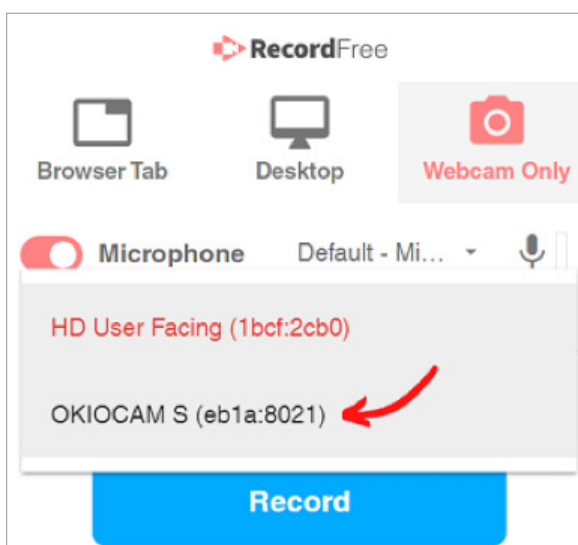 RecordFree
Browser Tab Desktop Webcam Only
Microphone Default - Mi...
HD User Facing (1bcf:2cb0)
OKIOCAM S (eb1a:8021)
Record